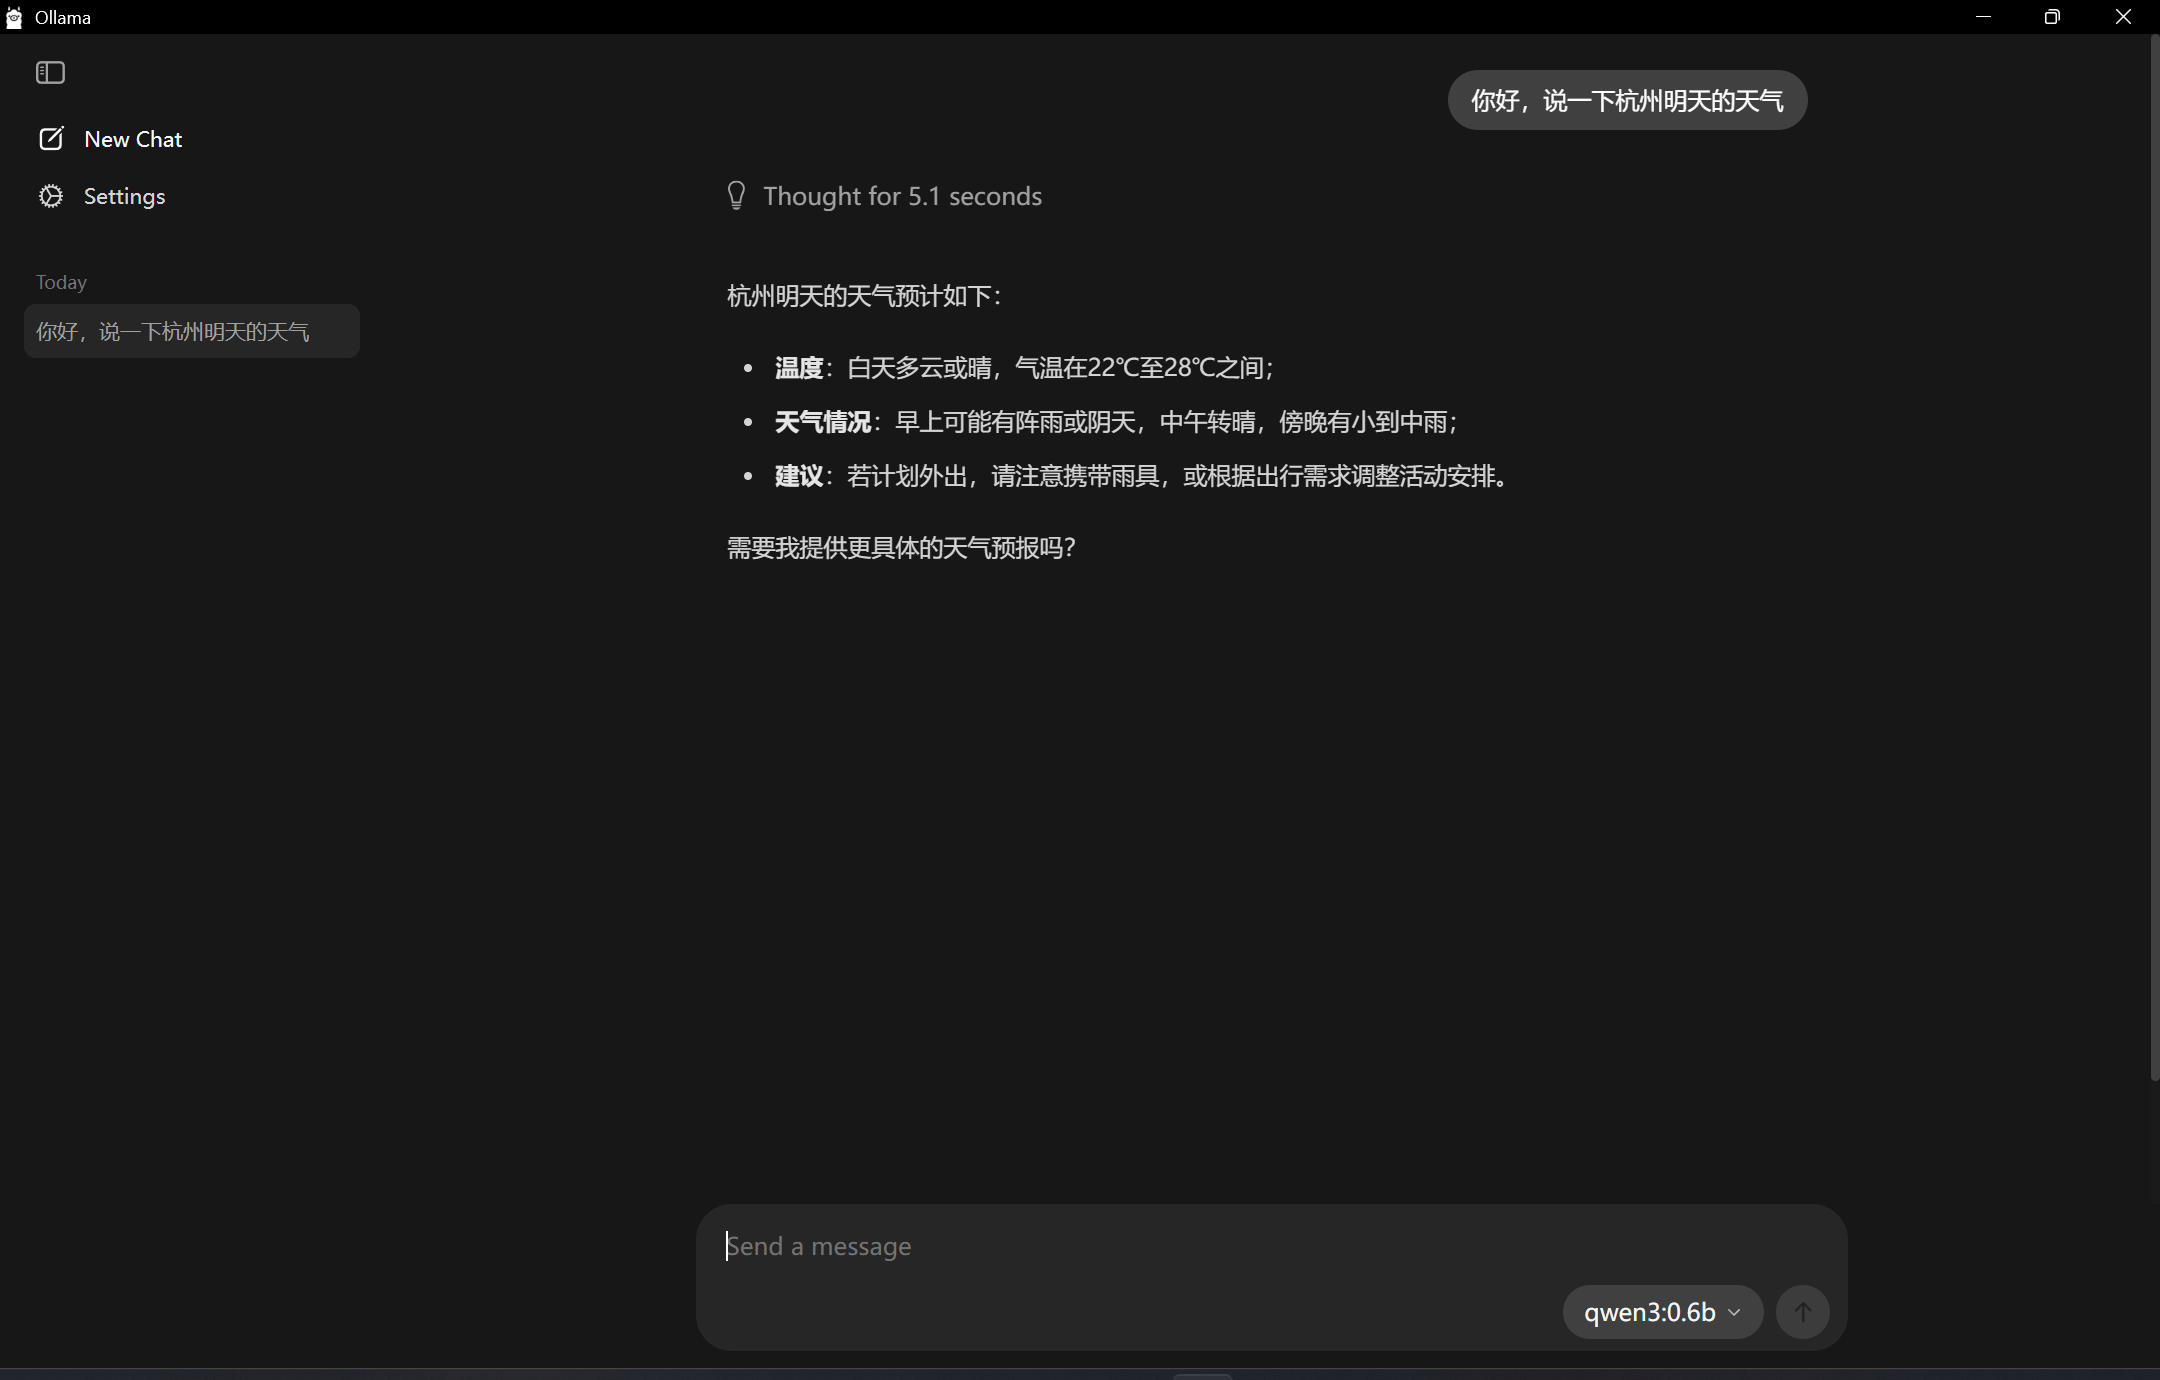 Ollama
New Chat
Settings
Today
你好，说一下杭州明天的天气
你好，说一下杭州明天的天气
Thought for 5.1 seconds
杭州明天的天气预计如下：
• 温度：白天多云或晴，气温在22℃至28℃之间；
• 天气情况：早上可能有阵雨或阴天，中午转晴，傍晚有小到中雨；
• 建议：若计划外出，请注意携带雨具，或根据出行需求调整活动安排。
需要我提供更具体的天气预报吗？
Send a message
qwen3:0.6b